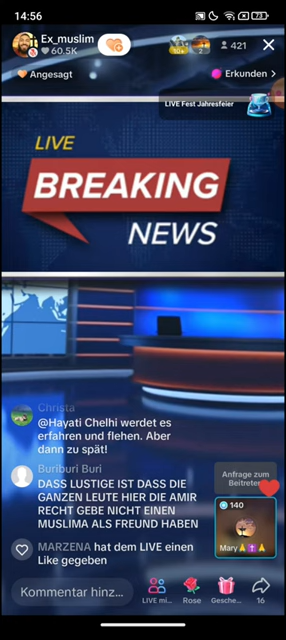 14:56
73
Ex_muslim
60.5K
10+
2
421
Angesagt
Erkunden
LIVE Fest Jahresfeier
LIVE
BREAKING
NEWS
Christa
@Hayati Chelhi werdet es
erfahren und flehen. Aber
dann zu spät!
Buriburi Buri
DASS LUSTIGE IST DASS DIE
GANZEN LEUTE HIER DIE AMIR
RECHT GEBE NICHT EINEN
MUSLIMA ALS FREUND HABEN
MARZENA hat dem LIVE einen
Like gegeben
Anfrage zum
Beitreten
140
Mary🙏✝️🙏
Kommentar hinz...
LIVE mi...
Rose
Gesche...
16